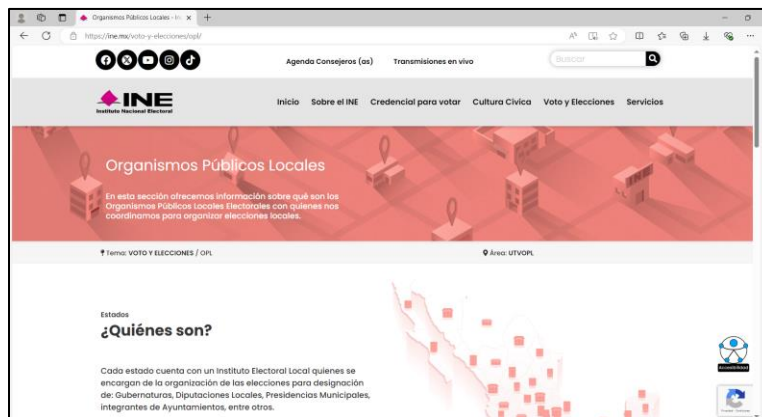 Organismos Públicos Locales - In
https://ine.mx/voto-y-elecciones/opl/
Agenda Consejeros (as)
Transmisiones en vivo
Buscar
INE
Instituto Nacional Electoral
Inicio
Sobre el INE
Credencial para votar
Cultura Cívica
Voto y Elecciones
Servicios
Organismos Públicos Locales
En esta sección ofrecemos información sobre qué son los
Organismos Públicos Locales Electorales con quienes nos
coordinamos para organizar elecciones locales.
INE
Tema: VOTO Y ELECCIONES / OPL
Área: UTVOPL
Estados
¿Quiénes son?
Cada estado cuenta con un Instituto Electoral Local quienes se
encargan de la organización de las elecciones para designación
de: Gubernaturas, Diputaciones Locales, Presidencias Municipales,
integrantes de Ayuntamientos, entre otros.
Accesibilidad